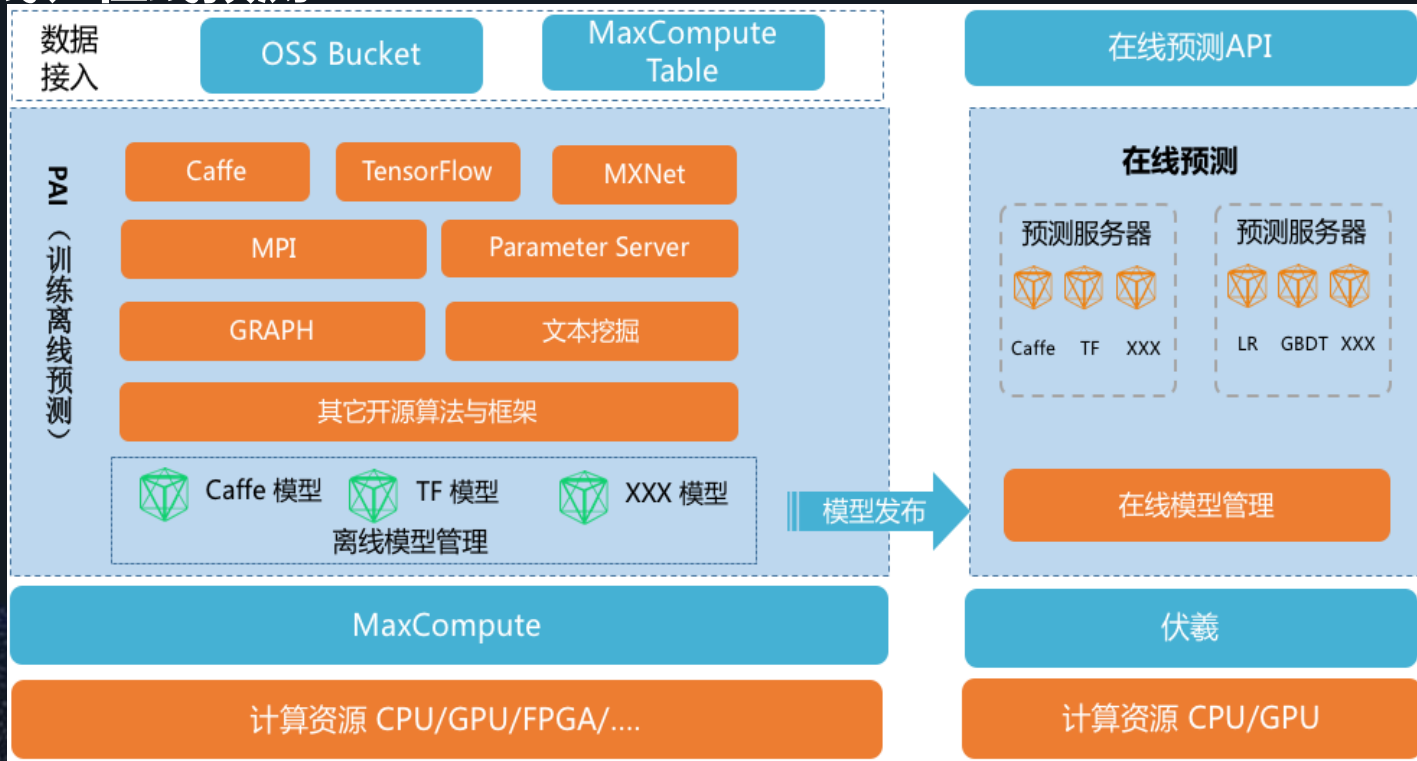 数据
接入
OSS Bucket
MaxCompute
Table
PAI（训练离线预测）
Caffe
TensorFlow
MXNet
MPI
Parameter Server
GRAPH
文本挖掘
其它开源算法与框架
Caffe 模型
TF 模型
XXX 模型
离线模型管理
模型发布
MaxCompute
计算资源 CPU/GPU/FPGA/....
在线预测API
在线预测
预测服务器
Caffe TF XXX
预测服务器
LR GBDT XXX
在线模型管理
伏羲
计算资源 CPU/GPU